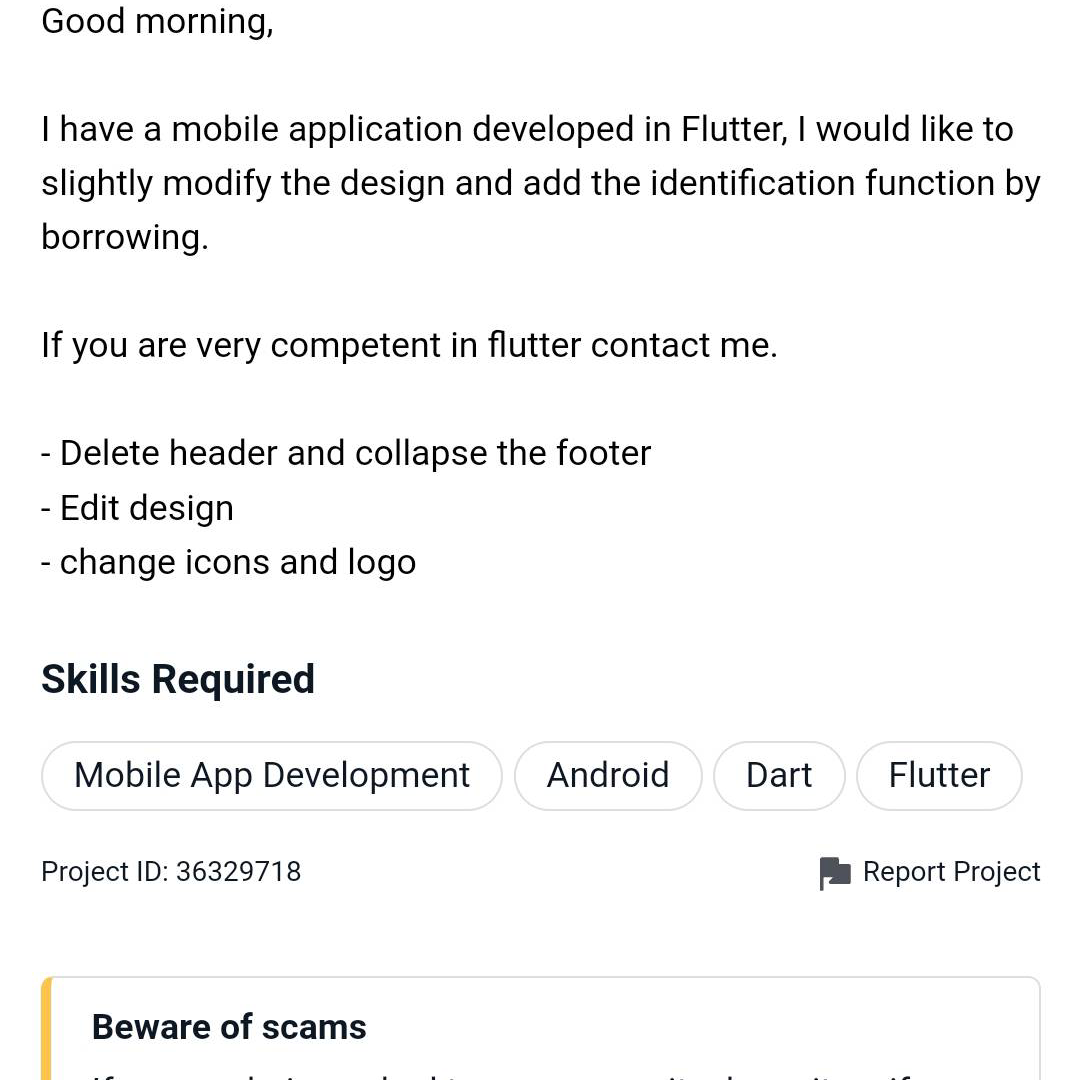 Good morning,
I have a mobile application developed in Flutter, I would like to
slightly modify the design and add the identification function by
borrowing.
If you are very competent in flutter contact me.
- Delete header and collapse the footer
- Edit design
- change icons and logo
Skills Required
Mobile App Development Android Dart Flutter
Project ID: 36329718 Report Project
Beware of scams